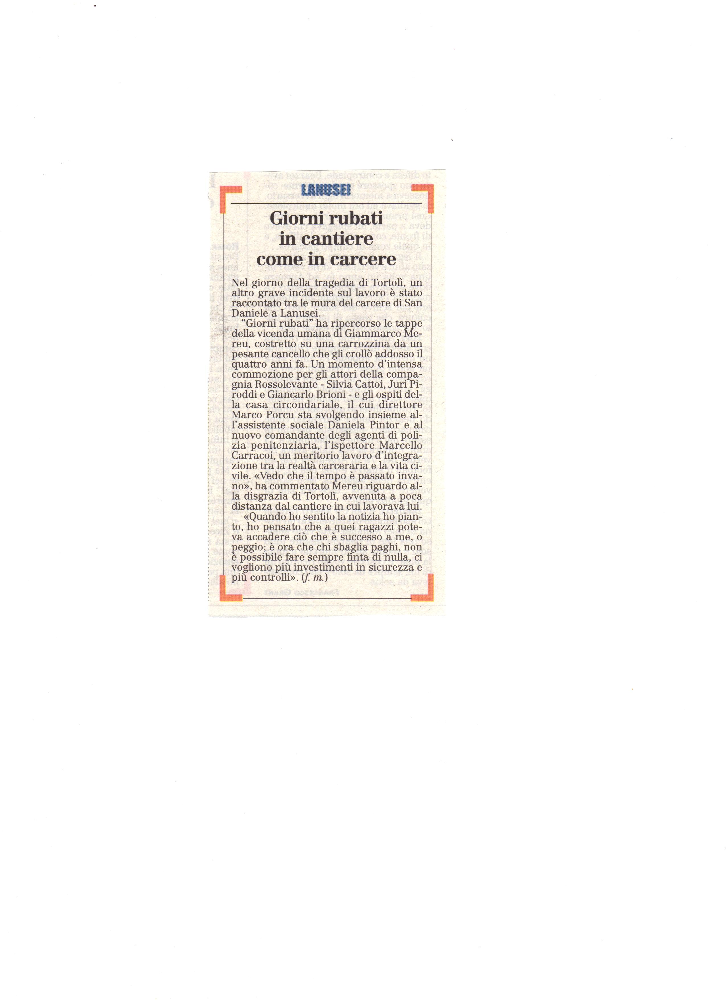 LANUSEI
Giorni rubati
in cantiere
come in carcere
Nel giorno della tragedia di Tortolì, un
altro grave incidente sul lavoro è stato
raccontato tra le mura del carcere di San
Daniele a Lanusei.
“Giorni rubati” ha ripercorso le tappe
della vicenda umana di Giammarco Me-
reu, costretto su una carrozzina da un
pesante cancello che gli crollò addosso il
quattro anni fa. Un momento d'intensa
commozione per gli attori della compa-
gnia Rossolevante - Silvia Cattoi, Juri Pi-
roddi e Giancarlo Brioni - e gli ospiti del-
la casa circondariale, il cui direttore
Marco Porcu sta svolgendo insieme al-
l'assistente sociale Daniela Pintor e al
nuovo comandante degli agenti di poli-
zia penitenziaria, l'ispettore Marcello
Carracoi, un meritorio lavoro d'integra-
zione tra la realtà carceraria e la vita ci-
vile. «Vedo che il tempo è passato inva-
no», ha commentato Mereu riguardo al-
la disgrazia di Tortolì, avvenuta a poca
distanza dal cantiere in cui lavorava lui.
«Quando ho sentito la notizia ho pian-
to, ho pensato che a quei ragazzi pote-
va accadere ciò che è successo a me, o
peggio; è ora che chi sbaglia paghi, non
è possibile fare sempre finta di nulla, ci
vogliono più investimenti in sicurezza e
più controlli». (f. m.)
FRANCESCO GRANT